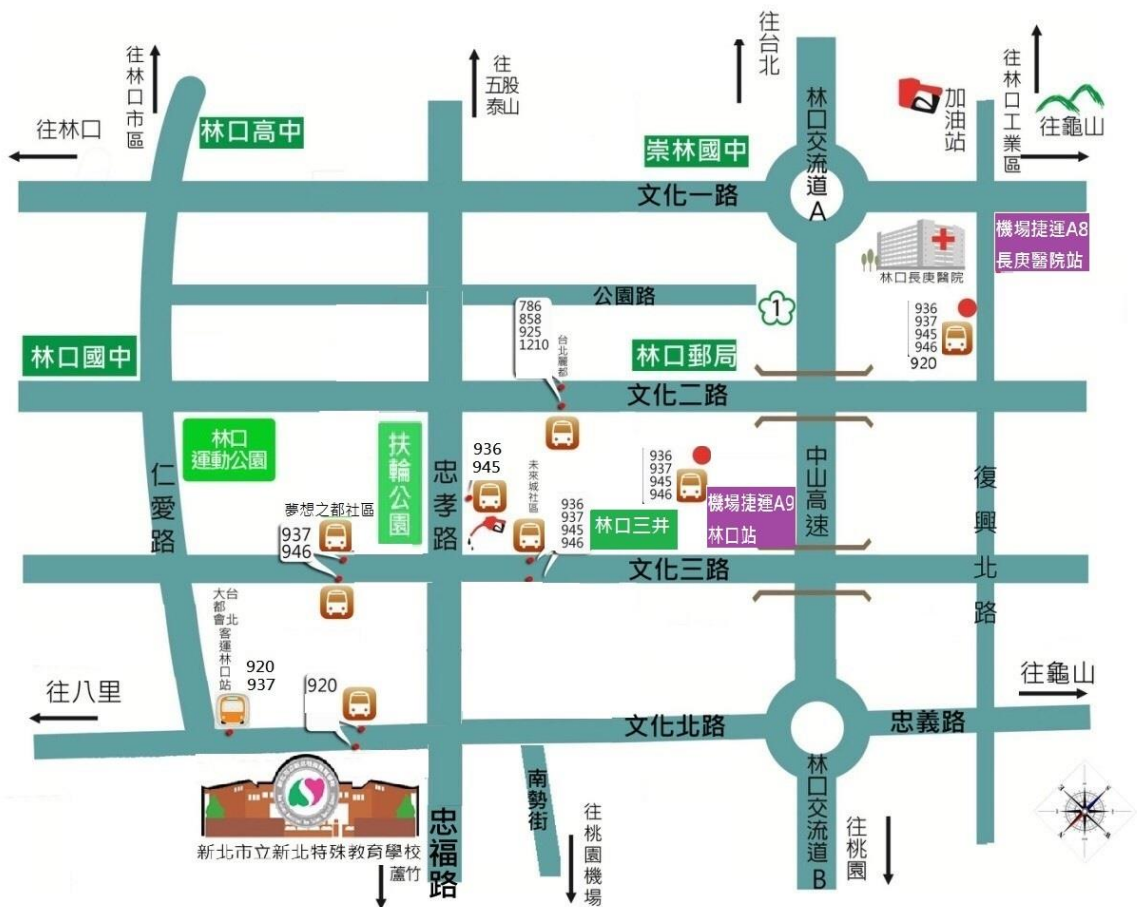 往林口市區
往五股泰山
往台北
往林口工業區
往林口
林口高中
崇林國中
林口交流道A
加油站
往龜山
文化一路
機場捷運A8
長庚醫院站
林口長庚醫院
公園路
1
786
858
925
1210
台北麗都
936
937
945
946
920
林口國中
林口郵局
文化二路
林口
運動公園
扶輪公園
忠孝路
936
945
未來城社區
936
937
945
946
中山高速
復興北路
仁愛路
夢想之都社區
937
946
936
937
945
946
林口三井
機場捷運A9
林口站
文化三路
大都會台北客運林口站
920
937
920
往八里
往龜山
文化北路
忠義路
新北市立新北特殊教育學校
蘆竹
忠福路
南勢街
往桃園機場
林口交流道B
往桃園